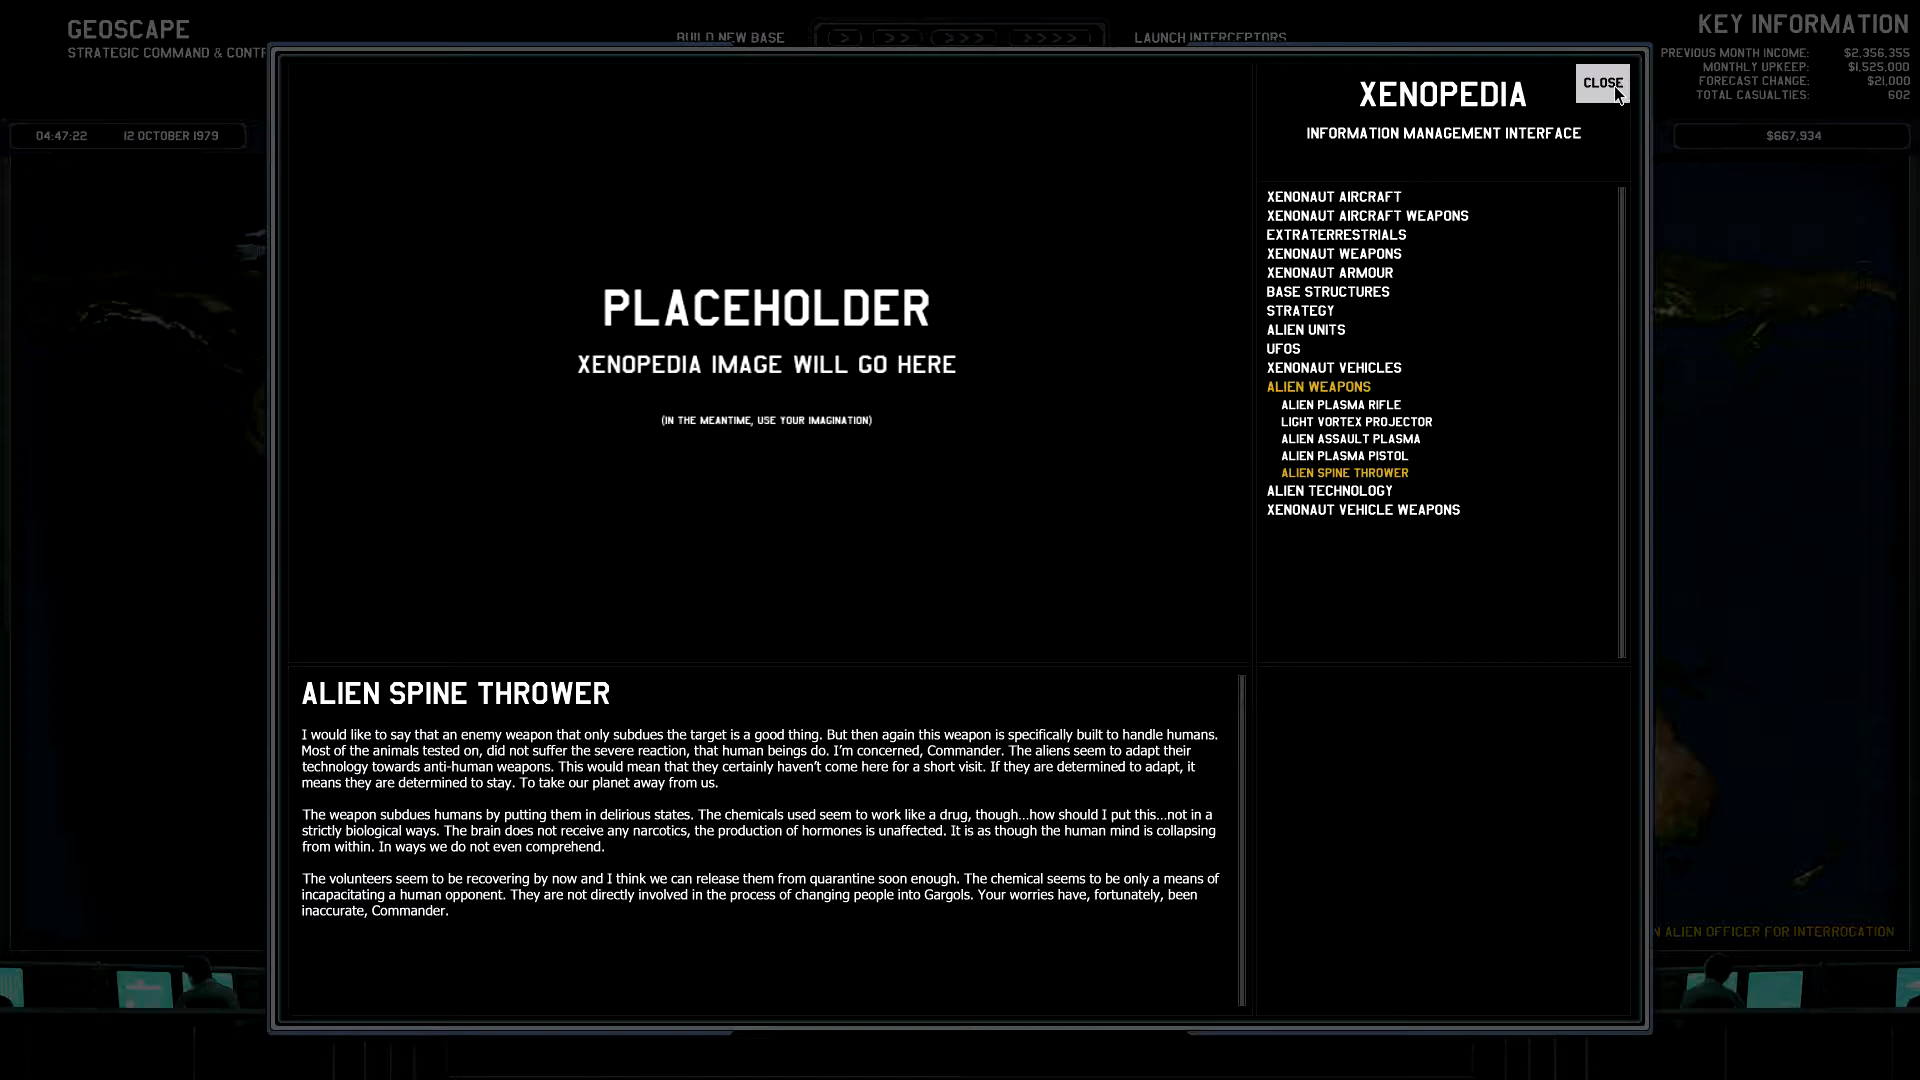 GEOSCAPE
STRATEGIC COMMAND & CONTR
BUILD NEW BASE
> >> >>> >>>>
LAUNCH INTERCEPTORS
KEY INFORMATION
PREVIOUS MONTH INCOME: $2,356,355
MONTHLY UPKEEP: $1,525,000
FORECAST CHANGE: $21,000
TOTAL CASUALTIES: 602
04:47:22 12 OCTOBER 1979
$667,934
XENOPEDIA
CLOSE
INFORMATION MANAGEMENT INTERFACE
PLACEHOLDER
XENOPEDIA IMAGE WILL GO HERE
(IN THE MEANTIME, USE YOUR IMAGINATION)
XENONAUT AIRCRAFT
XENONAUT AIRCRAFT WEAPONS
EXTRATERRESTRIALS
XENONAUT WEAPONS
XENONAUT ARMOUR
BASE STRUCTURES
STRATEGY
ALIEN UNITS
UFOS
XENONAUT VEHICLES
ALIEN WEAPONS
ALIEN PLASMA RIFLE
LIGHT VORTEX PROJECTOR
ALIEN ASSAULT PLASMA
ALIEN PLASMA PISTOL
ALIEN SPINE THROWER
ALIEN TECHNOLOGY
XENONAUT VEHICLE WEAPONS
ALIEN SPINE THROWER
I would like to say that an enemy weapon that only subdues the target is a good thing. But then again this weapon is specifically built to handle humans.
Most of the animals tested on, did not suffer the severe reaction, that human beings do. I'm concerned, Commander. The aliens seem to adapt their
technology towards anti-human weapons. This would mean that they certainly haven't come here for a short visit. If they are determined to adapt, it
means they are determined to stay. To take our planet away from us.
The weapon subdues humans by putting them in delirious states. The chemicals used seem to work like a drug, though...how should I put this...not in a
strictly biological ways. The brain does not receive any narcotics, the production of hormones is unaffected. It is as though the human mind is collapsing
from within. In ways we do not even comprehend.
The volunteers seem to be recovering by now and I think we can release them from quarantine soon enough. The chemical seems to be only a means of
incapacitating a human opponent. They are not directly involved in the process of changing people into Gargols. Your worries have, fortunately, been
inaccurate, Commander.
N ALIEN OFFICER FOR INTERROGATION